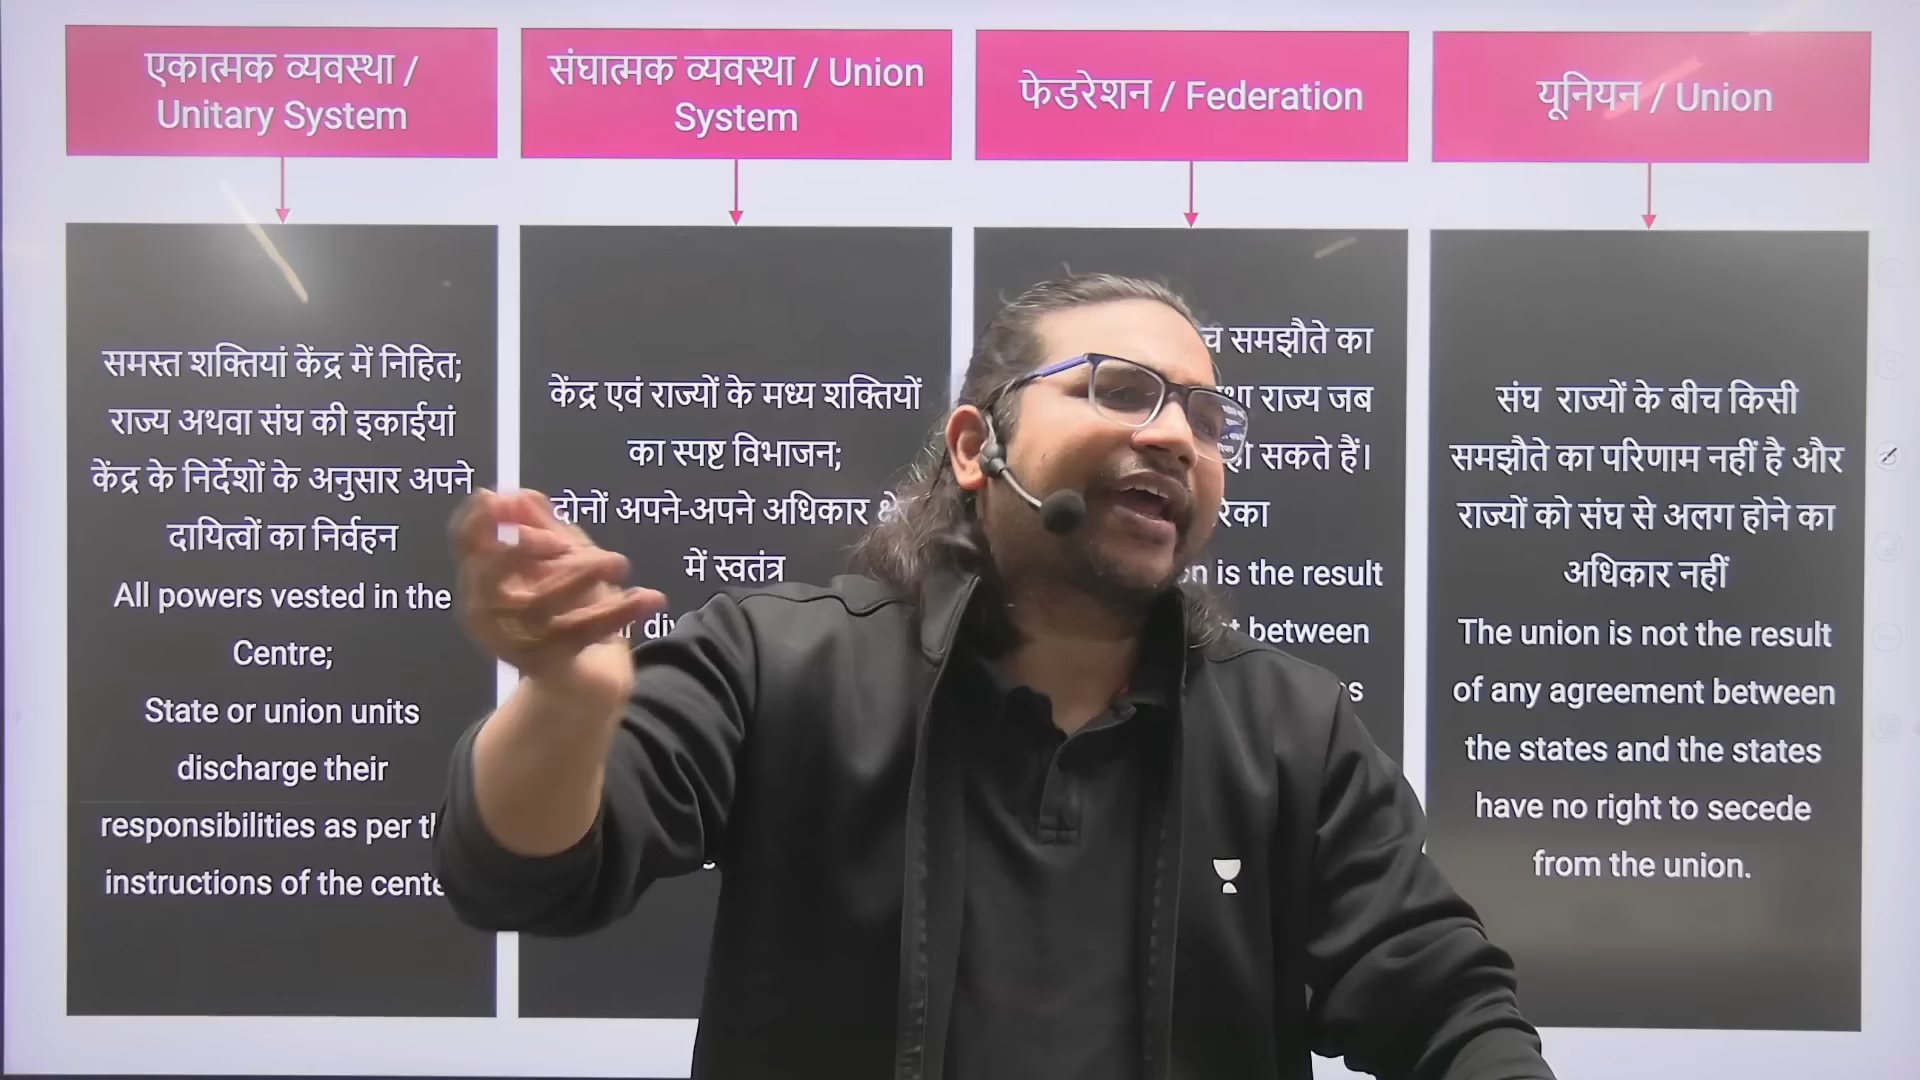 एकात्मक व्यवस्था /
Unitary System
समस्त शक्तियां केंद्र में निहित;
राज्य अथवा संघ की इकाईयां
केंद्र के निर्देशों के अनुसार अपने
दायित्वों का निर्वहन
All powers vested in the
Centre;
State or union units
discharge their
responsibilities as per
instructions of the
संघात्मक व्यवस्था / Union
System
केंद्र एवं राज्यों के मध्य शक्तियों
का स्पष्ट विभाजन;
दोनों अपने-अपने अधिकार
में स्वतंत्र
फेडरेशन / Federation
समझौते का
राज्य जब
सकते हैं।
is the result
between
यूनियन / Union
संघ राज्यों के बीच किसी
समझौते का परिणाम नहीं है और
राज्यों को संघ से अलग होने का
अधिकार नहीं
The union is not the result
of any agreement between
the states and the states
have no right to secede
from the union.